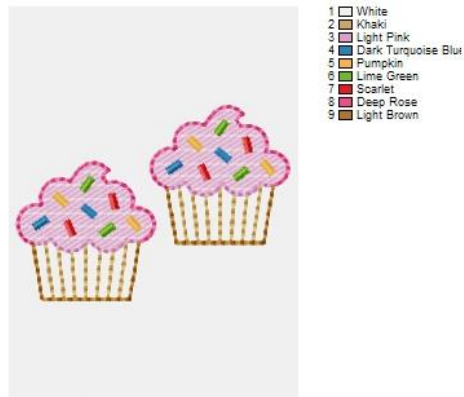 1 White
2 Khaki
3 Light Pink
4 Dark Turquoise Blue
5 Pumpkin
6 Lime Green
7 Scarlet
8 Deep Rose
9 Light Brown